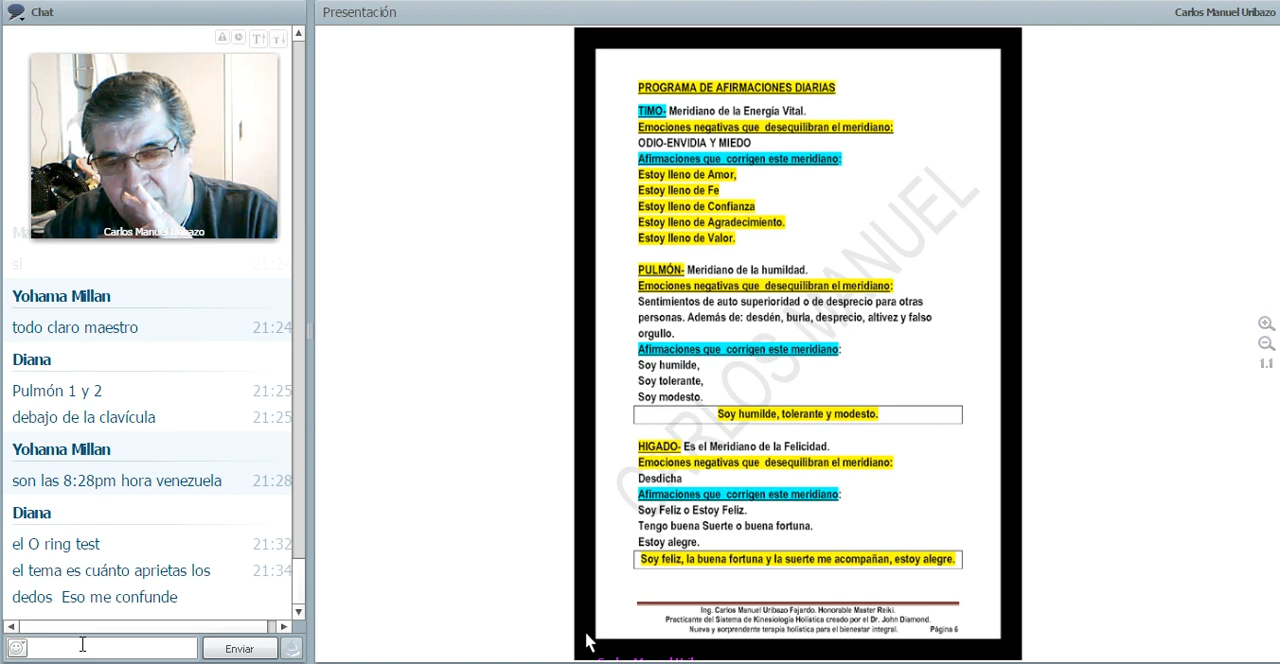 Chat
Presentación
Carlos Manuel Uribazo
Carlos Manuel Uribazo
si 21:24
Yohama Millan
todo claro maestro 21:24
Diana
Pulmón 1 y 2 21:25
debajo de la clavícula 21:25
Yohama Millan
son las 8:28pm hora venezuela 21:28
Diana
el O ring test 21:32
el tema es cuánto aprietas los 21:34
dedos Eso me confunde
Enviar
PROGRAMA DE AFIRMACIONES DIARIAS
TIMO- Meridiano de la Energía Vital.
Emociones negativas que desequilibran el meridiano:
ODIO-ENVIDIA Y MIEDO
Afirmaciones que corrigen este meridiano:
Estoy lleno de Amor,
Estoy lleno de Fe
Estoy lleno de Confianza
Estoy lleno de Agradecimiento.
Estoy lleno de Valor.
PULMÓN- Meridiano de la humildad.
Emociones negativas que desequilibran el meridiano:
Sentimientos de auto superioridad o de desprecio para otras
personas. Además de: desdén, burla, desprecio, altivez y falso
orgullo.
Afirmaciones que corrigen este meridiano:
Soy humilde,
Soy tolerante,
Soy modesto.
Soy humilde, tolerante y modesto.
HIGADO- Es el Meridiano de la Felicidad.
Emociones negativas que desequilibran el meridiano:
Desdicha
Afirmaciones que corrigen este meridiano:
Soy Feliz o Estoy Feliz.
Tengo buena Suerte o buena fortuna.
Estoy alegre.
Soy feliz, la buena fortuna y la suerte me acompañan, estoy alegre.
Ing. Carlos Manuel Uribazo Fajardo. Honorable Master Reiki.
Practicante del Sistema de Kinesiología Holística creado por el Dr. John Diamond.
Nueva y sorprendente terapia holística para el bienestar integral. Página 6
CARLOS MANUEL
1.1